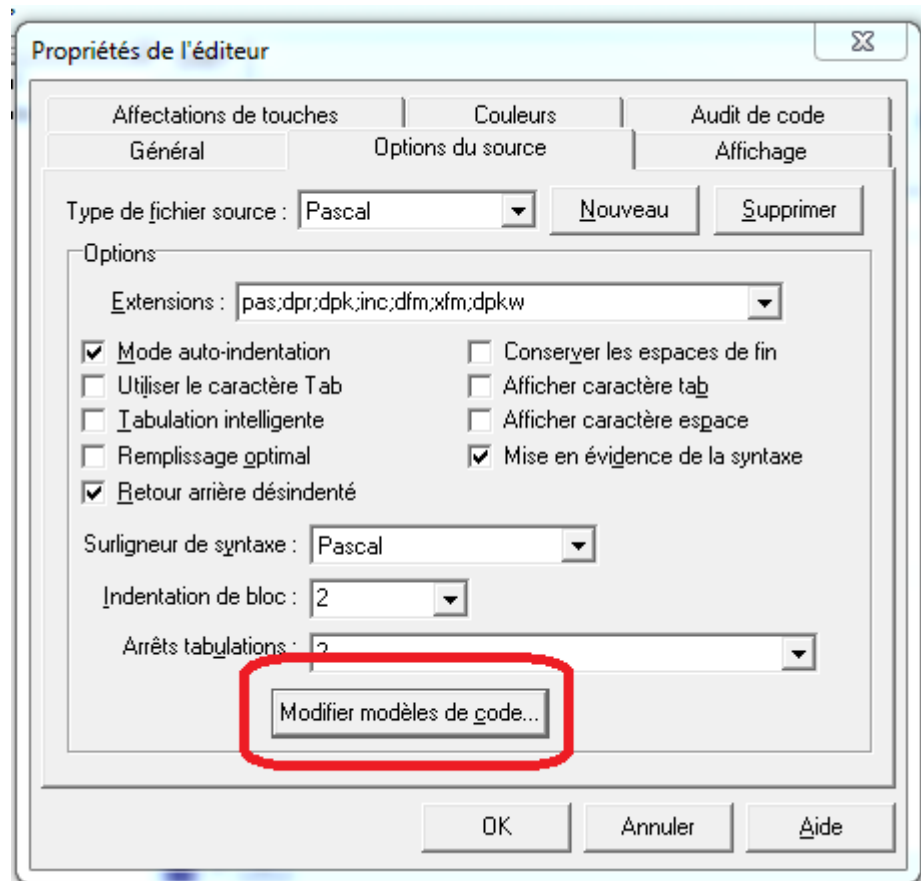 Propriétés de l'éditeur
Affectations de touches Couleurs Audit de code
Général Options du source Affichage
Type de fichier source : Pascal Nouveau Supprimer
Options
Extensions : pas;dpr;dpk;inc;dfm;xfm;dpkw
Mode auto-indentation Conserver les espaces de fin
Utiliser le caractère Tab Afficher caractère tab
Tabulation intelligente Afficher caractère espace
Remplissage optimal Mise en évidence de la syntaxe
Retour arrière désindenté
Surligneur de syntaxe : Pascal
Indentation de bloc : 2
Arrêts tabulations : 2
Modifier modèles de code...
OK Annuler Aide